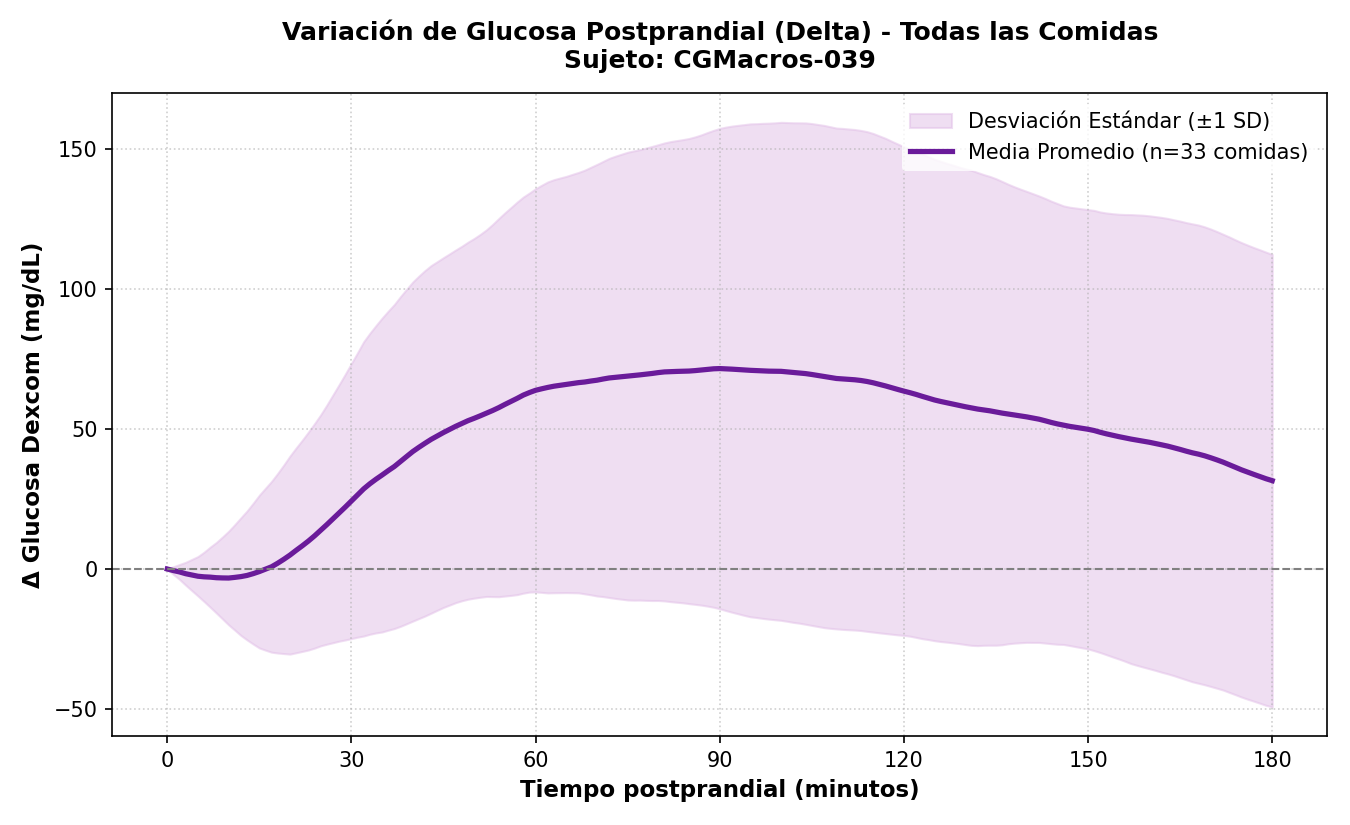 Variación de Glucosa Postprandial (Delta) - Todas las Comidas
Sujeto: CGMacros-039
Desviación Estándar (±1 SD)
Media Promedio (n=33 comidas)
Δ Glucosa Dexcom (mg/dL)
150
100
50
0
−50
0 30 60 90 120 150 180
Tiempo postprandial (minutos)